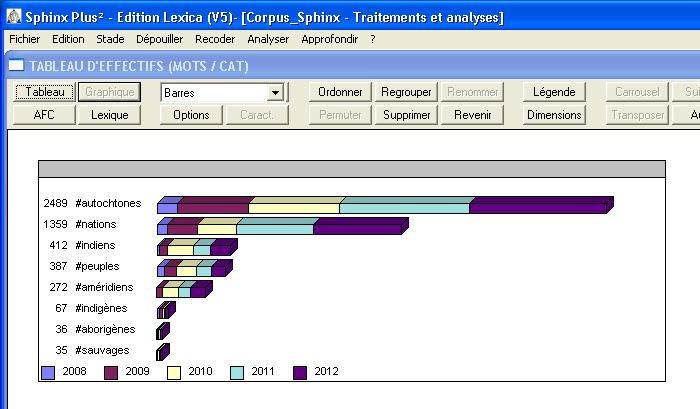 Sphinx Plus² - Edition Lexica (V5)- [Corpus_Sphinx - Traitements et analyses]
Fichier Edition Stade Dépouiller Recoder Analyser Approfondir ?
TABLEAU D'EFFECTIFS (MOTS / CAT)
Tableau Graphique Barres Ordonner Regrouper Renommer Légende Carrousel Sui
AFC Lexique Options Caract. Permuter Supprimer Revenir Dimensions Transposer
2489 #autochtones
1359 #nations
412 #indiens
387 #peuples
272 #améridiens
67 #indigènes
36 #aborigènes
35 #sauvages
2008 2009 2010 2011 2012